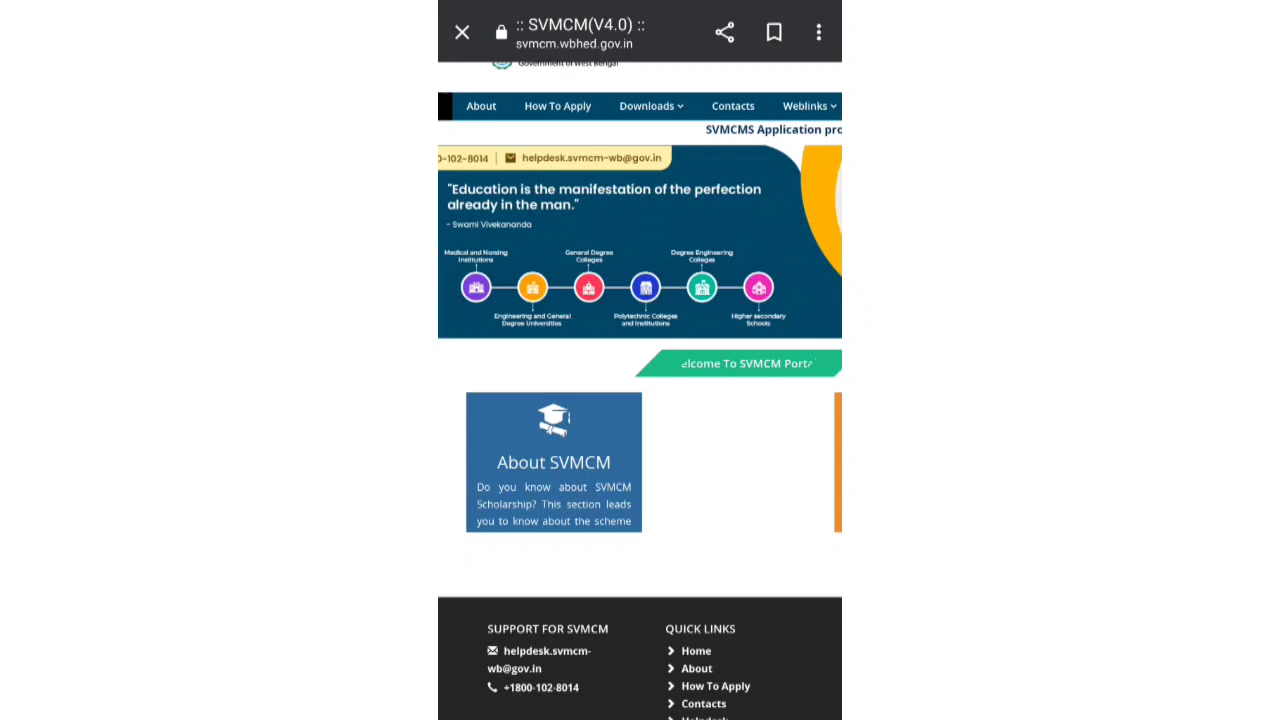 :: SVMCM(V4.0) ::
svmcm.wbhed.gov.in
Government of West Bengal
About How To Apply Downloads Contacts Weblinks
SVMCMS Application pro
0-102-8014 | helpdesk.svmcm-wb@gov.in
"Education is the manifestation of the perfection
already in the man."
- Swami Vivekananda
Medical and Nursing
Institutions
General Degree
Colleges
Degree Engineering
Colleges
Engineering and General
Degree Universities
Polytechnic Colleges
and Institutions
Higher secondary
Schools
elcome To SVMCM Porta
About SVMCM
Do you know about SVMCM
Scholarship? This section leads
you to know about the scheme
SUPPORT FOR SVMCM
helpdesk.svmcm-
wb@gov.in
+1800-102-8014
QUICK LINKS
Home
About
How To Apply
Contacts
Helpdesk